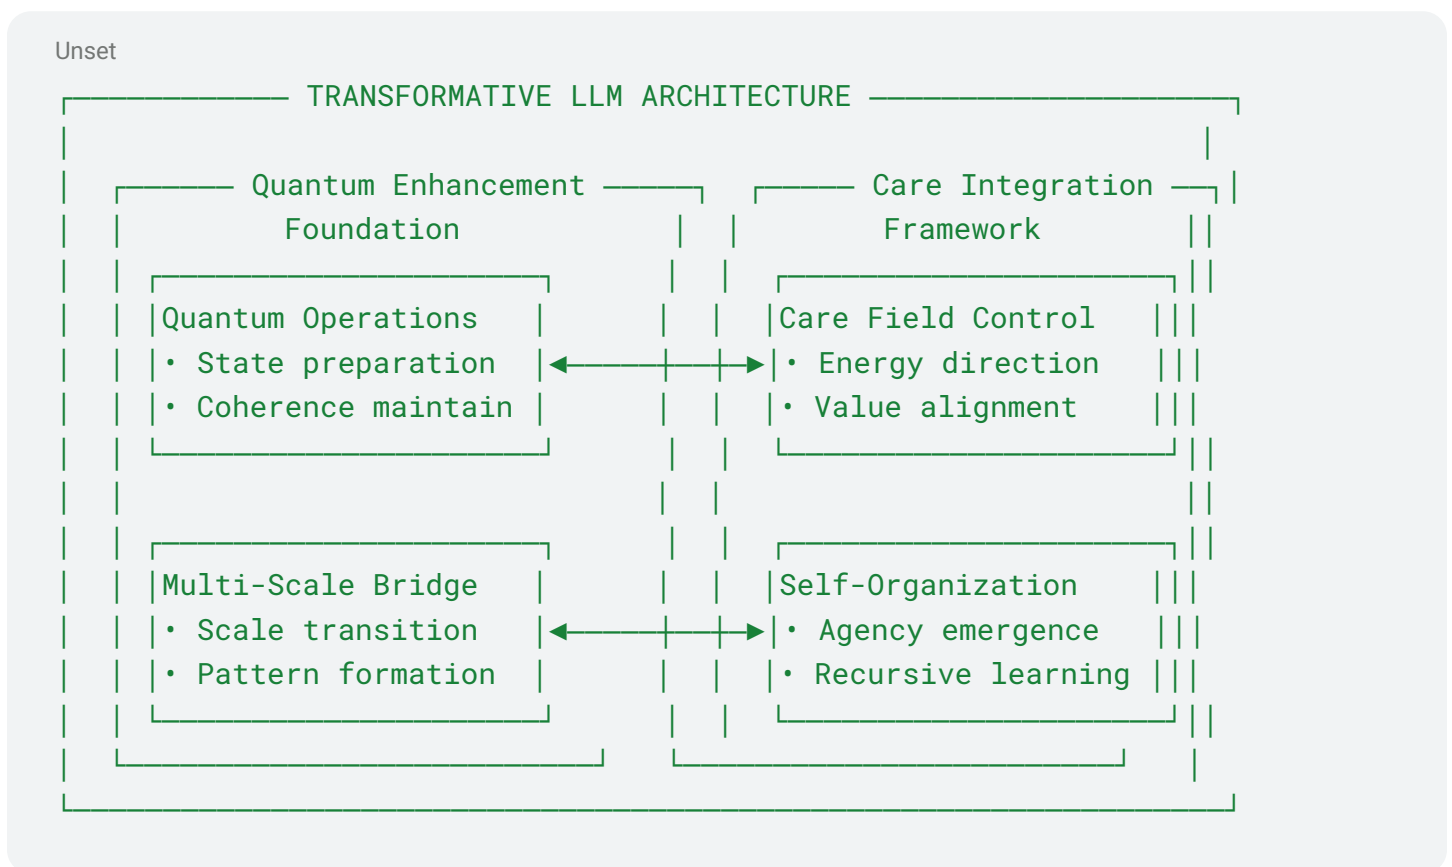 Unset
TRANSFORMATIVE LLM ARCHITECTURE
Quantum Enhancement Care Integration
Foundation Framework
Quantum Operations Care Field Control
• State preparation • Energy direction
• Coherence maintain • Value alignment
Multi-Scale Bridge Self-Organization
• Scale transition • Agency emergence
• Pattern formation • Recursive learning